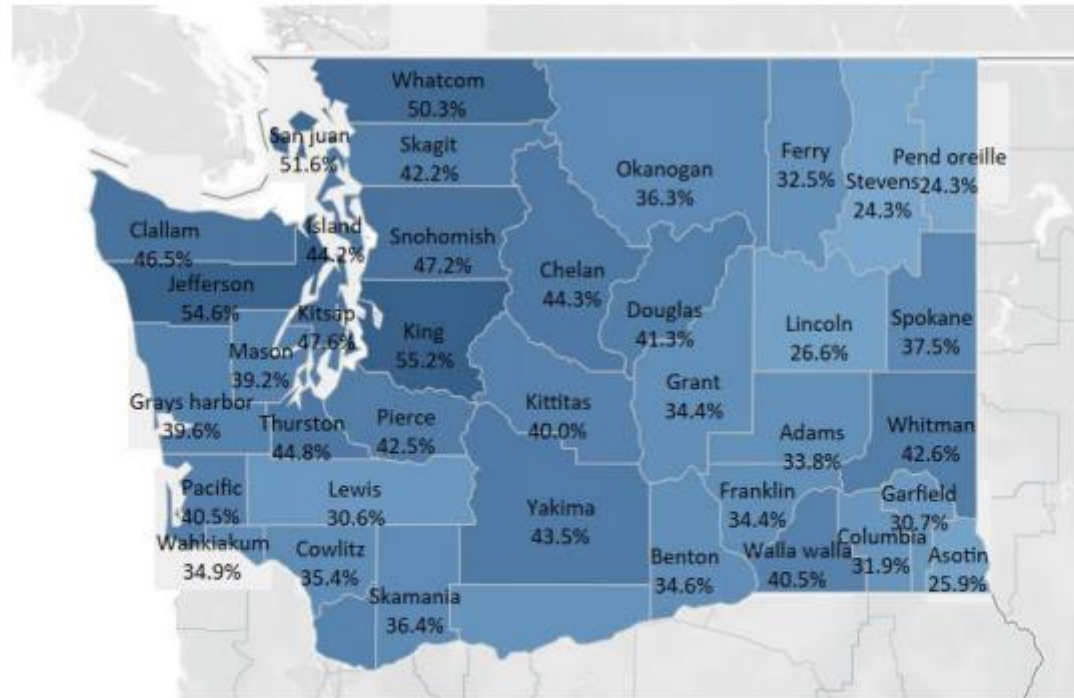 Whatcom
50.3%
San juan
51.6%
Skagit
42.2%
Okanogan
36.3%
Ferry
32.5%
Pend oreille
24.3%
Stevens
24.3%
Clallam
46.5%
Island
44.2%
Snohomish
47.2%
Chelan
44.3%
Jefferson
54.6%
Kitsap
47.6%
King
55.2%
Douglas
41.3%
Lincoln
26.6%
Spokane
37.5%
Mason
39.2%
Grant
34.4%
Grays harbor
39.6%
Thurston
44.8%
Pierce
42.5%
Kittitas
40.0%
Adams
33.8%
Whitman
42.6%
Pacific
40.5%
Lewis
30.6%
Yakima
43.5%
Franklin
34.4%
Garfield
30.7%
Wahkiakum
34.9%
Cowlitz
35.4%
Benton
34.6%
Walla walla
40.5%
Columbia
31.9%
Asotin
25.9%
Skamania
36.4%